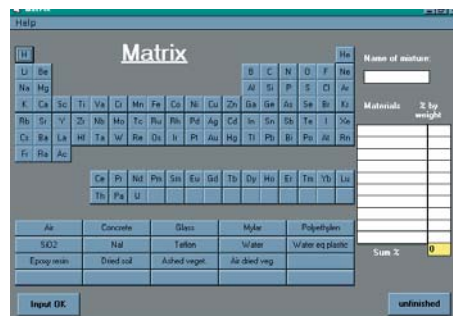 Help
Matrix
H He Name of mixture:
Li Be B C N O F Ne
Na Mg Al Si P S Cl Ar
K Ca Sc Ti Va Cr Mn Fe Co Ni Cu Zn Ga Ge As Se Br Kr Materials % by weight
Rb Sr Y Zr Nb Mo Tc Ru Rh Pd Ag Cd In Sn Sb Te I Xe
Cs Ba La Hf Ta W Re Os Ir Pt Au Hg Tl Pb Bi Po At Rn
Fr Ra Ac
Ce Pr Nd Pm Sm Eu Gd Tb Dy Ho Er Tm Yb Lu
Th Pa U
Air Concrete Glass Mylar Polyethylen
SiO2 NaI Teflon Water Water eq plastic
Epoxy resin Dried soil Ashed veget. Air dried veg.
Sum % 0
Input OK unfinished